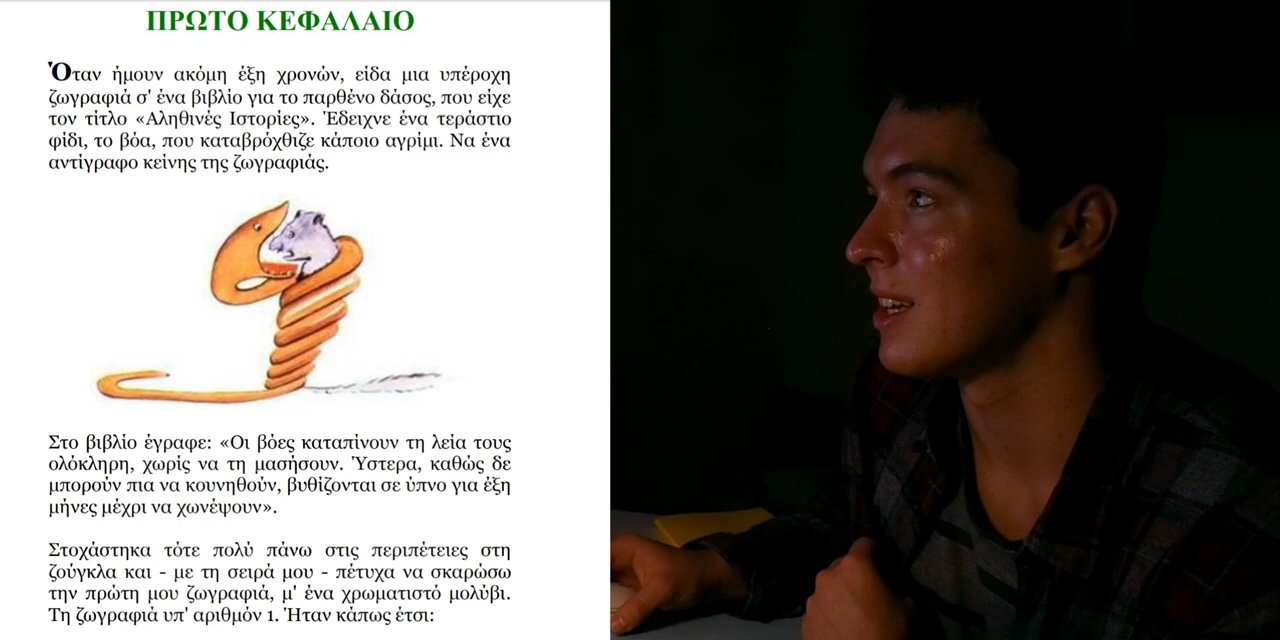 ΠΡΩΤΟ ΚΕΦΑΛΑΙΟ
Όταν ήμουν ακόμη έξη χρονών, είδα μια υπέροχη
ζωγραφιά σ' ένα βιβλίο για το παρθένο δάσος, που είχε
τον τίτλο «Αληθινές Ιστορίες». Έδειχνε ένα τεράστιο
φίδι, το βόα, που καταβρόχθιζε κάποιο αγρίμι. Να ένα
αντίγραφο κείνης της ζωγραφιάς.
Στο βιβλίο έγραφε: «Οι βόες καταπίνουν τη λεία τους
ολόκληρη, χωρίς να τη μασήσουν. Ύστερα, καθώς δε
μπορούν πια να κουνηθούν, βυθίζονται σε ύπνο για έξη
μήνες μέχρι να χωνέψουν».
Στοχάστηκα τότε πολύ πάνω στις περιπέτειες στη
ζούγκλα και - με τη σειρά μου - πέτυχα να σκαρώσω
την πρώτη μου ζωγραφιά, μ' ένα χρωματιστό μολύβι.
Τη ζωγραφιά υπ' αριθμόν 1. Ήταν κάπως έτσι: